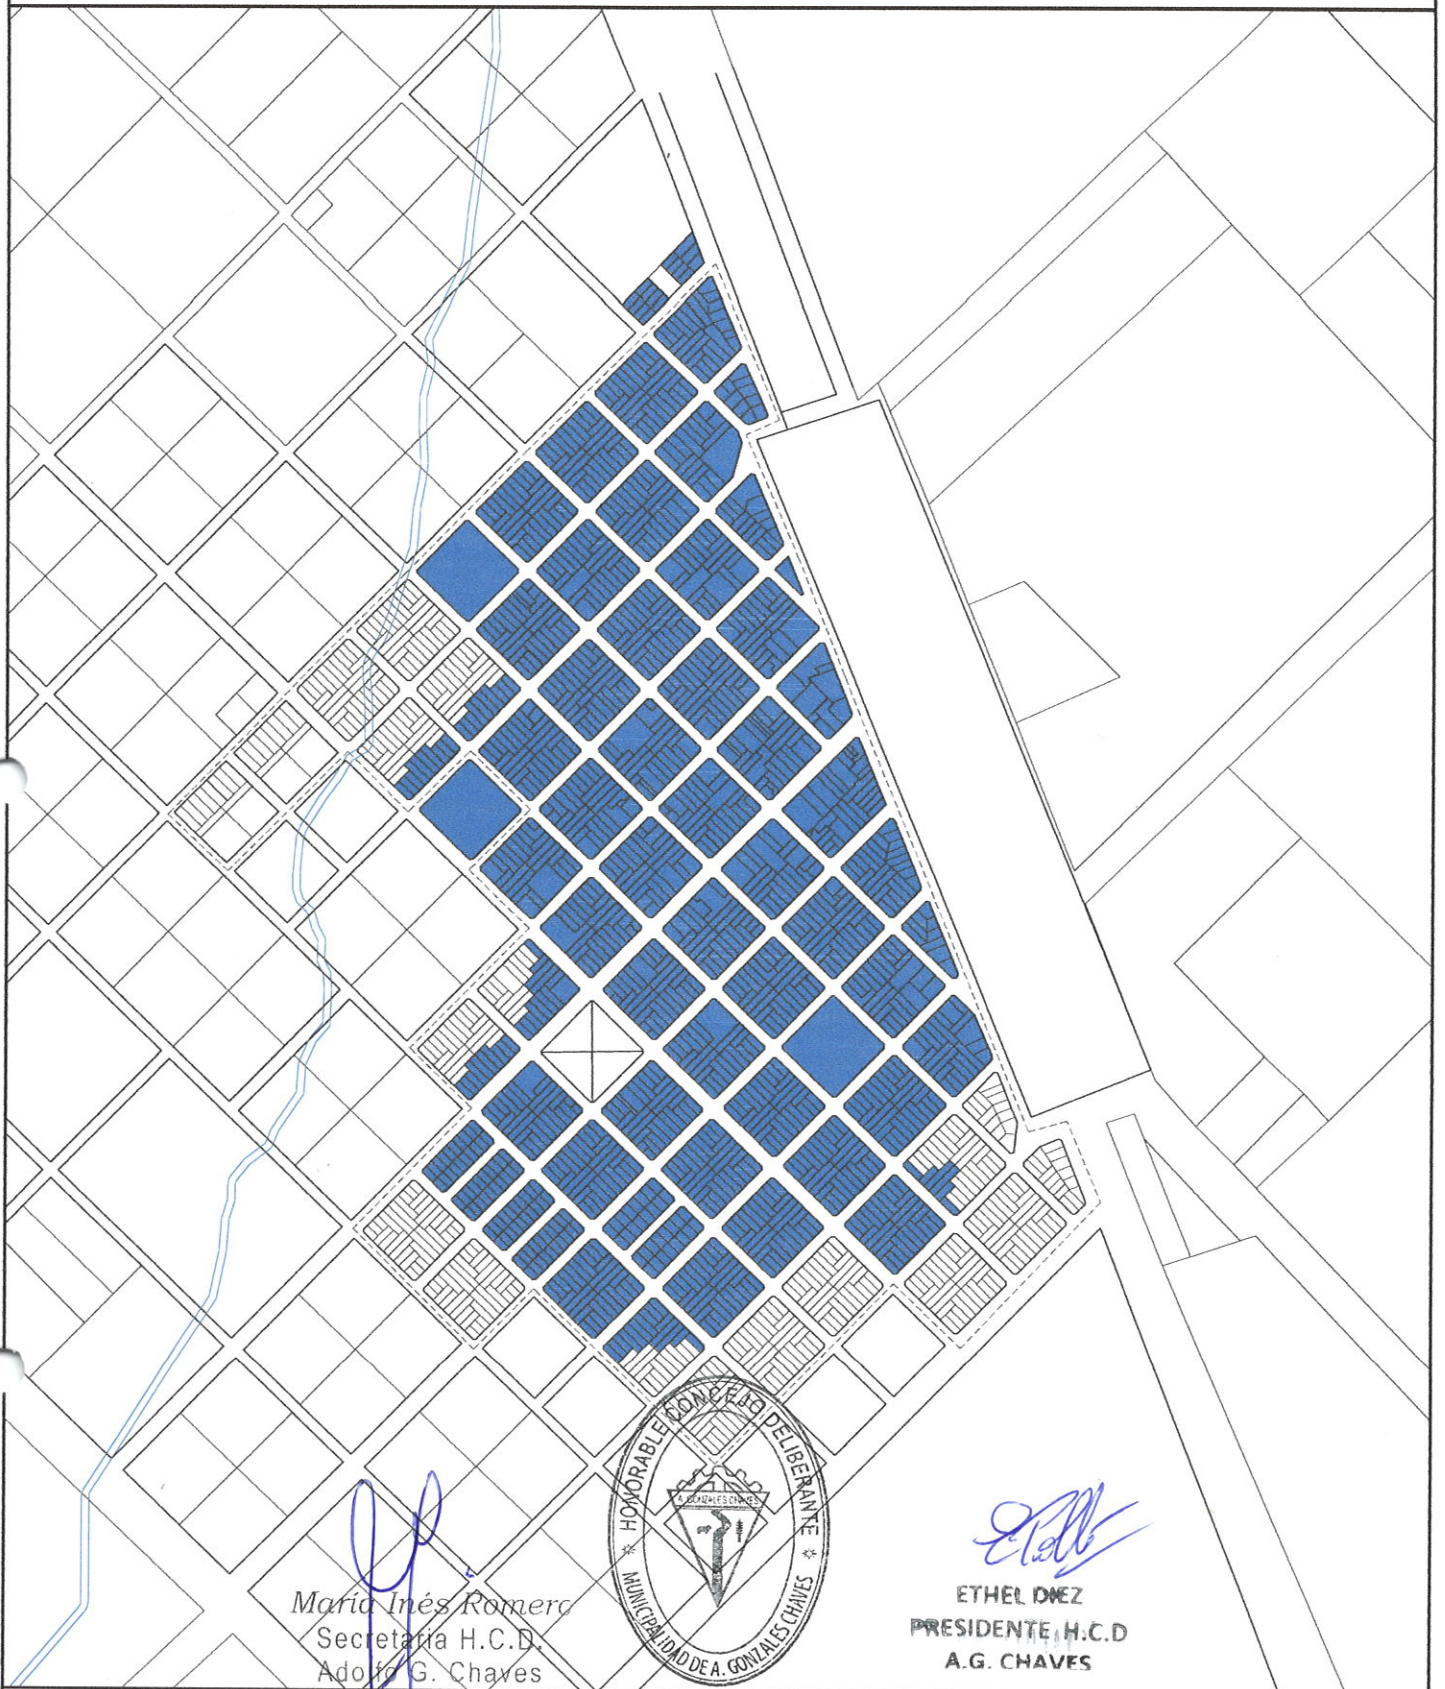 HONORABLE CONCEJO DELIBERANTE
A. GONZALES CHAVES
MUNICIPALIDAD DE A. GONZALES CHAVES
María Inés Romero
Secretaria H.C.D.
Adolfo G. Chaves
ETHEL DIEZ
PRESIDENTE H.C.D
A.G. CHAVES